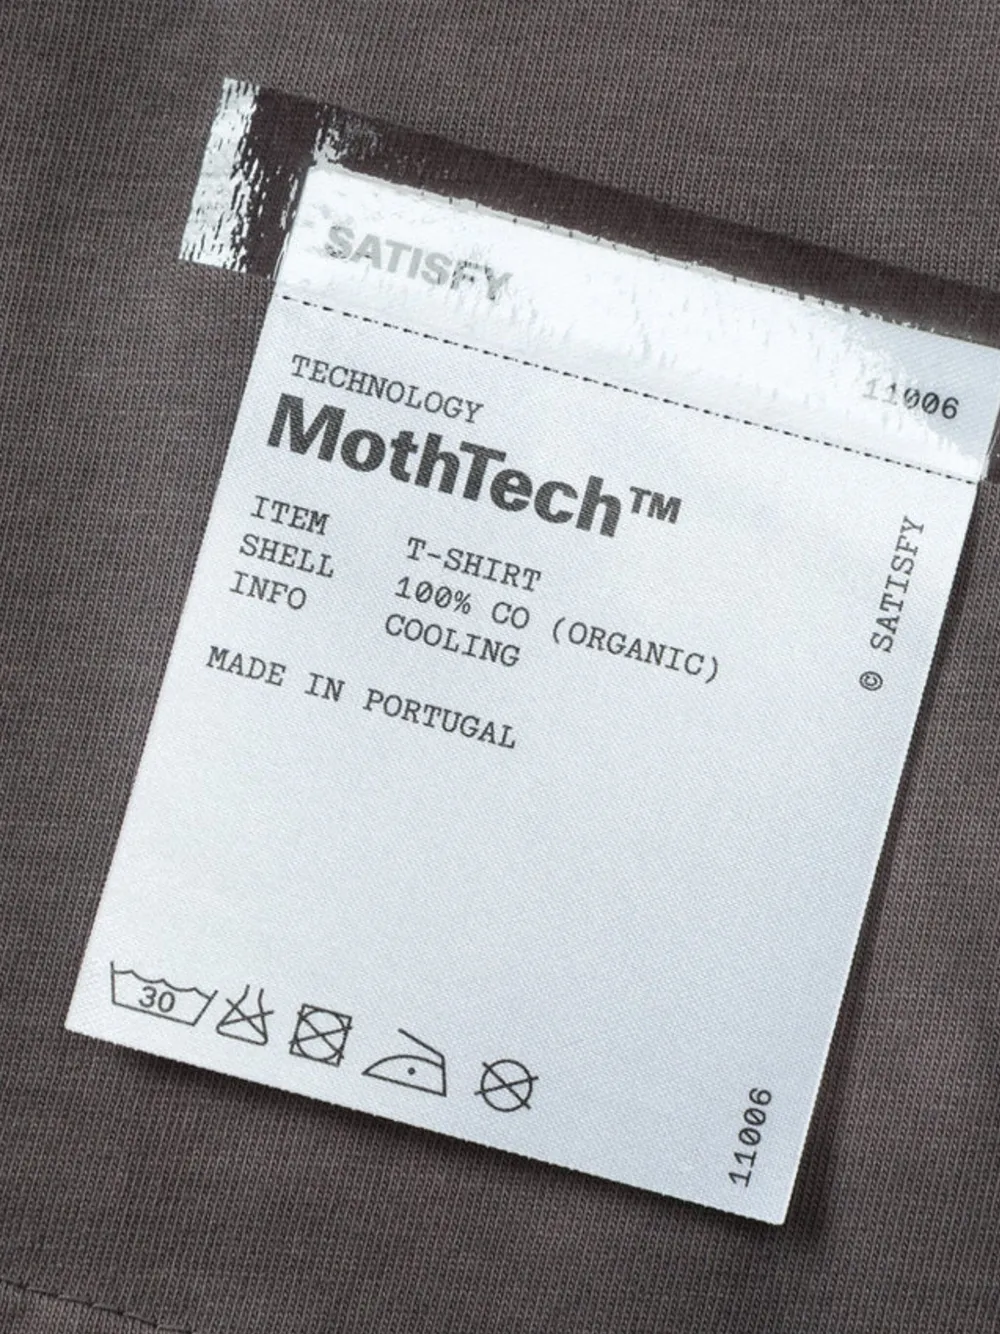 SATISFY
11006
TECHNOLOGY
MothTech™
ITEM T-SHIRT
SHELL 100% CO (ORGANIC)
INFO COOLING
MADE IN PORTUGAL
© SATISFY
30
11006